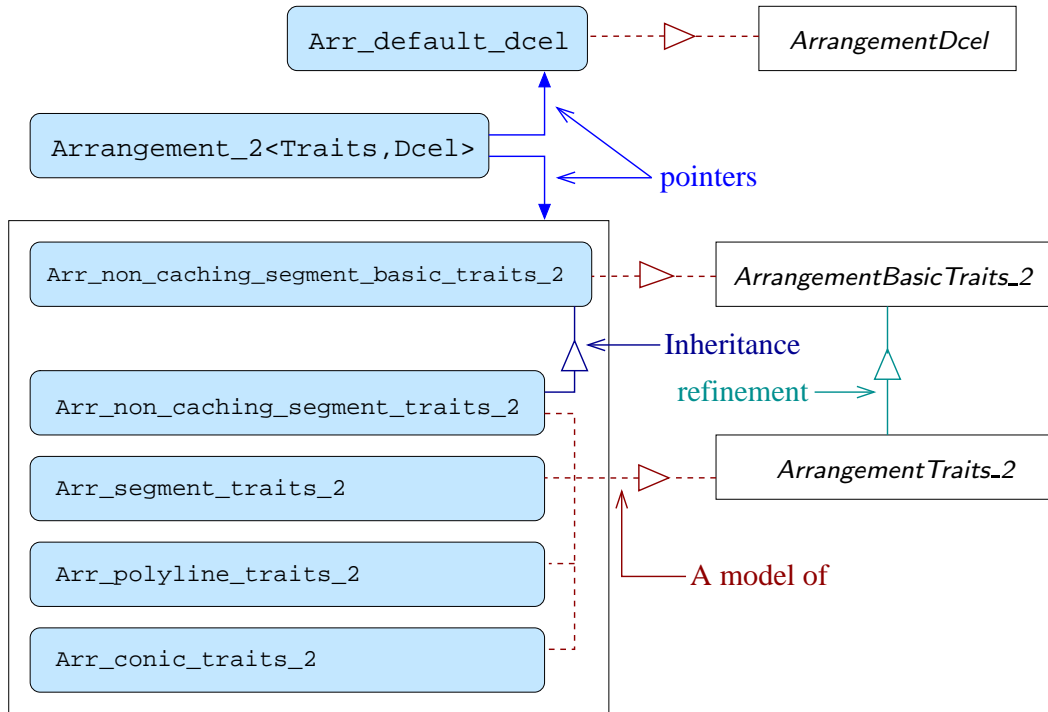 Arr_default_dcel
ArrangementDcel
Arrangement_2<Traits,Dcel>
pointers
Arr_non_caching_segment_basic_traits_2
ArrangementBasicTraits_2
Inheritance
refinement
Arr_non_caching_segment_traits_2
Arr_segment_traits_2
ArrangementTraits_2
Arr_polyline_traits_2
A model of
Arr_conic_traits_2